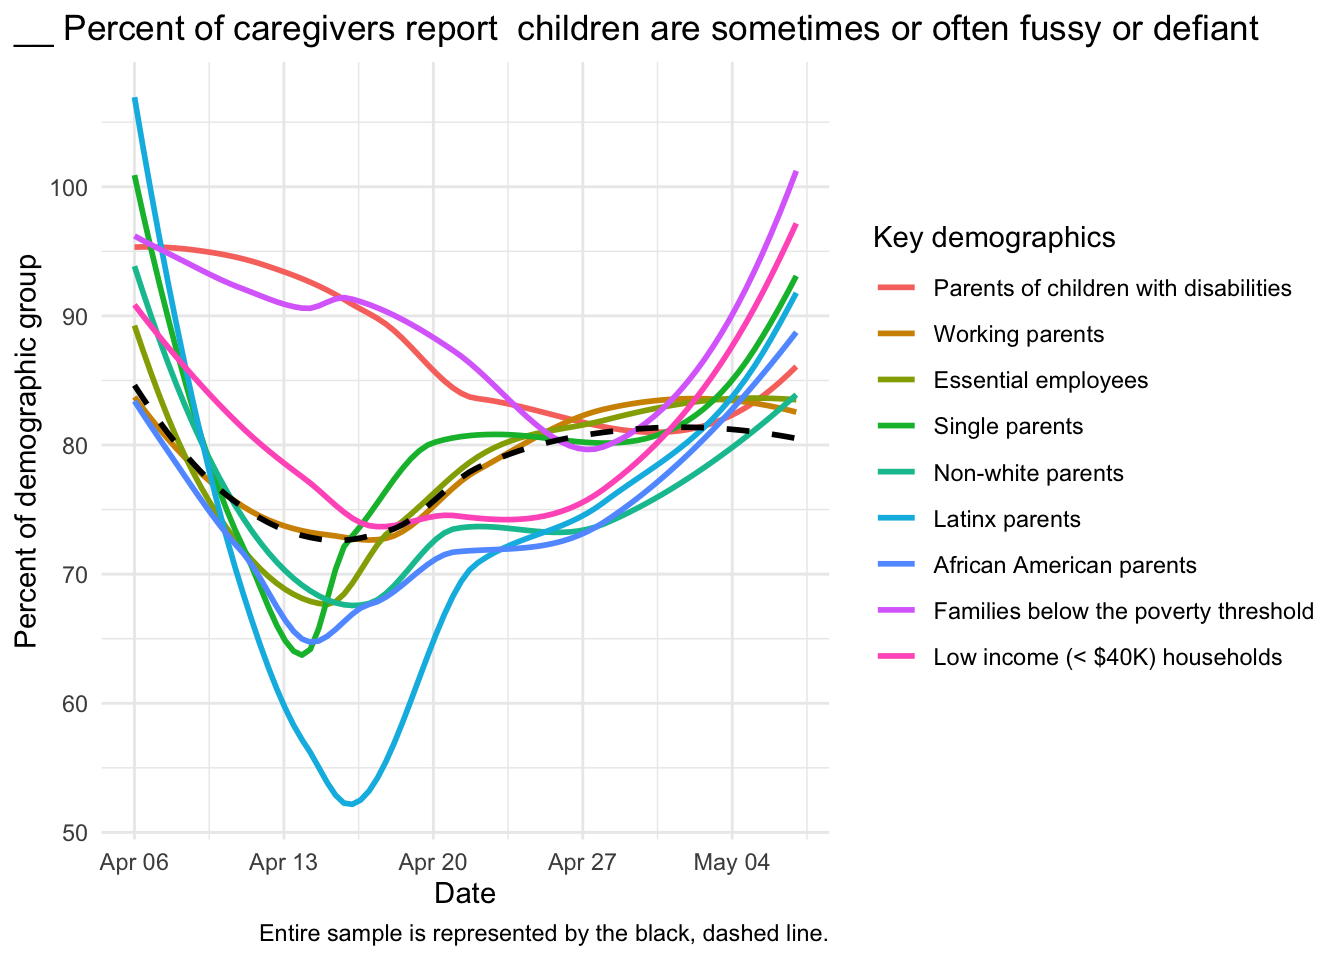 __ Percent of caregivers report  children are sometimes or often fussy or defiant
Percent of demographic group
100
90
80
70
60
50
Apr 06
Apr 13
Apr 20
Apr 27
May 04
Date
Entire sample is represented by the black, dashed line.
Key demographics
Parents of children with disabilities
Working parents
Essential employees
Single parents
Non-white parents
Latinx parents
African American parents
Families below the poverty threshold
Low income (< $40K) households